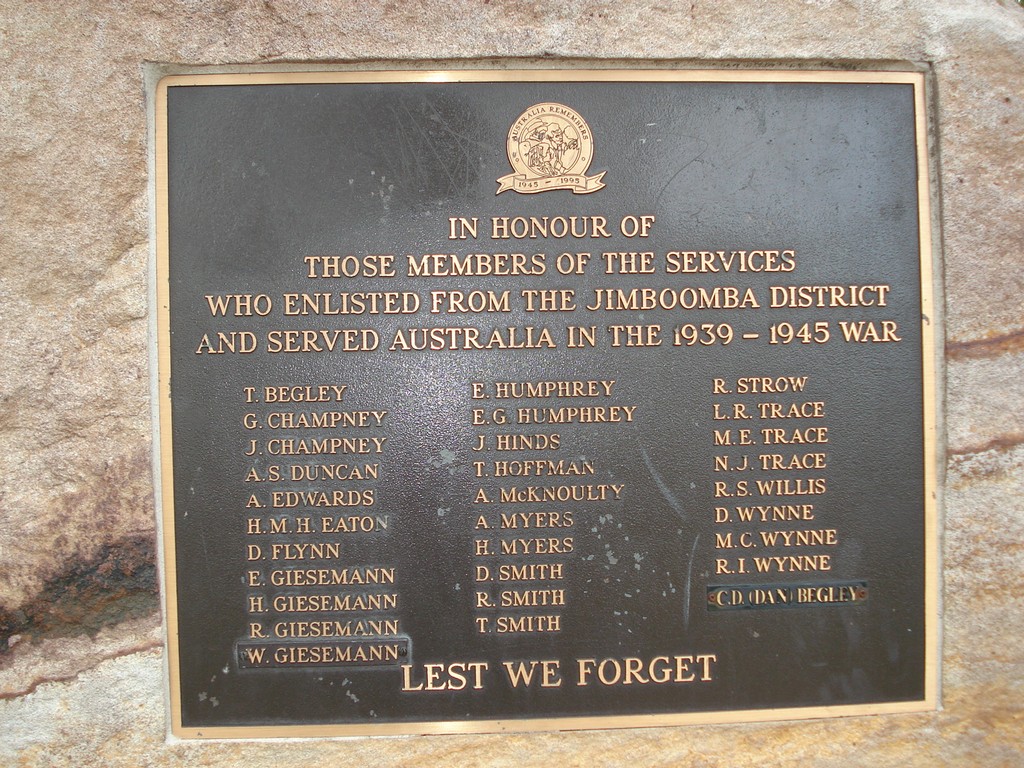 AUSTRALIA REMEMBERS
1945 - 1995
IN HONOUR OF
THOSE MEMBERS OF THE SERVICES
WHO ENLISTED FROM THE JIMBOOMBA DISTRICT
AND SERVED AUSTRALIA IN THE 1939 - 1945 WAR
T. BEGLEY
G. CHAMPNEY
J. CHAMPNEY
A.S. DUNCAN
A. EDWARDS
H.M.H. EATON
D. FLYNN
E. GIESEMANN
H. GIESEMANN
R. GIESEMANN
W. GIESEMANN
E. HUMPHREY
E.G. HUMPHREY
J. HINDS
T. HOFFMAN
A. McKNOULTY
A. MYERS
H. MYERS
D. SMITH
R. SMITH
T. SMITH
R. STROW
L.R. TRACE
M.E. TRACE
N.J. TRACE
R.S. WILLIS
D. WYNNE
M.C. WYNNE
R.I. WYNNE
C.D. (DAN) BEGLEY
LEST WE FORGET